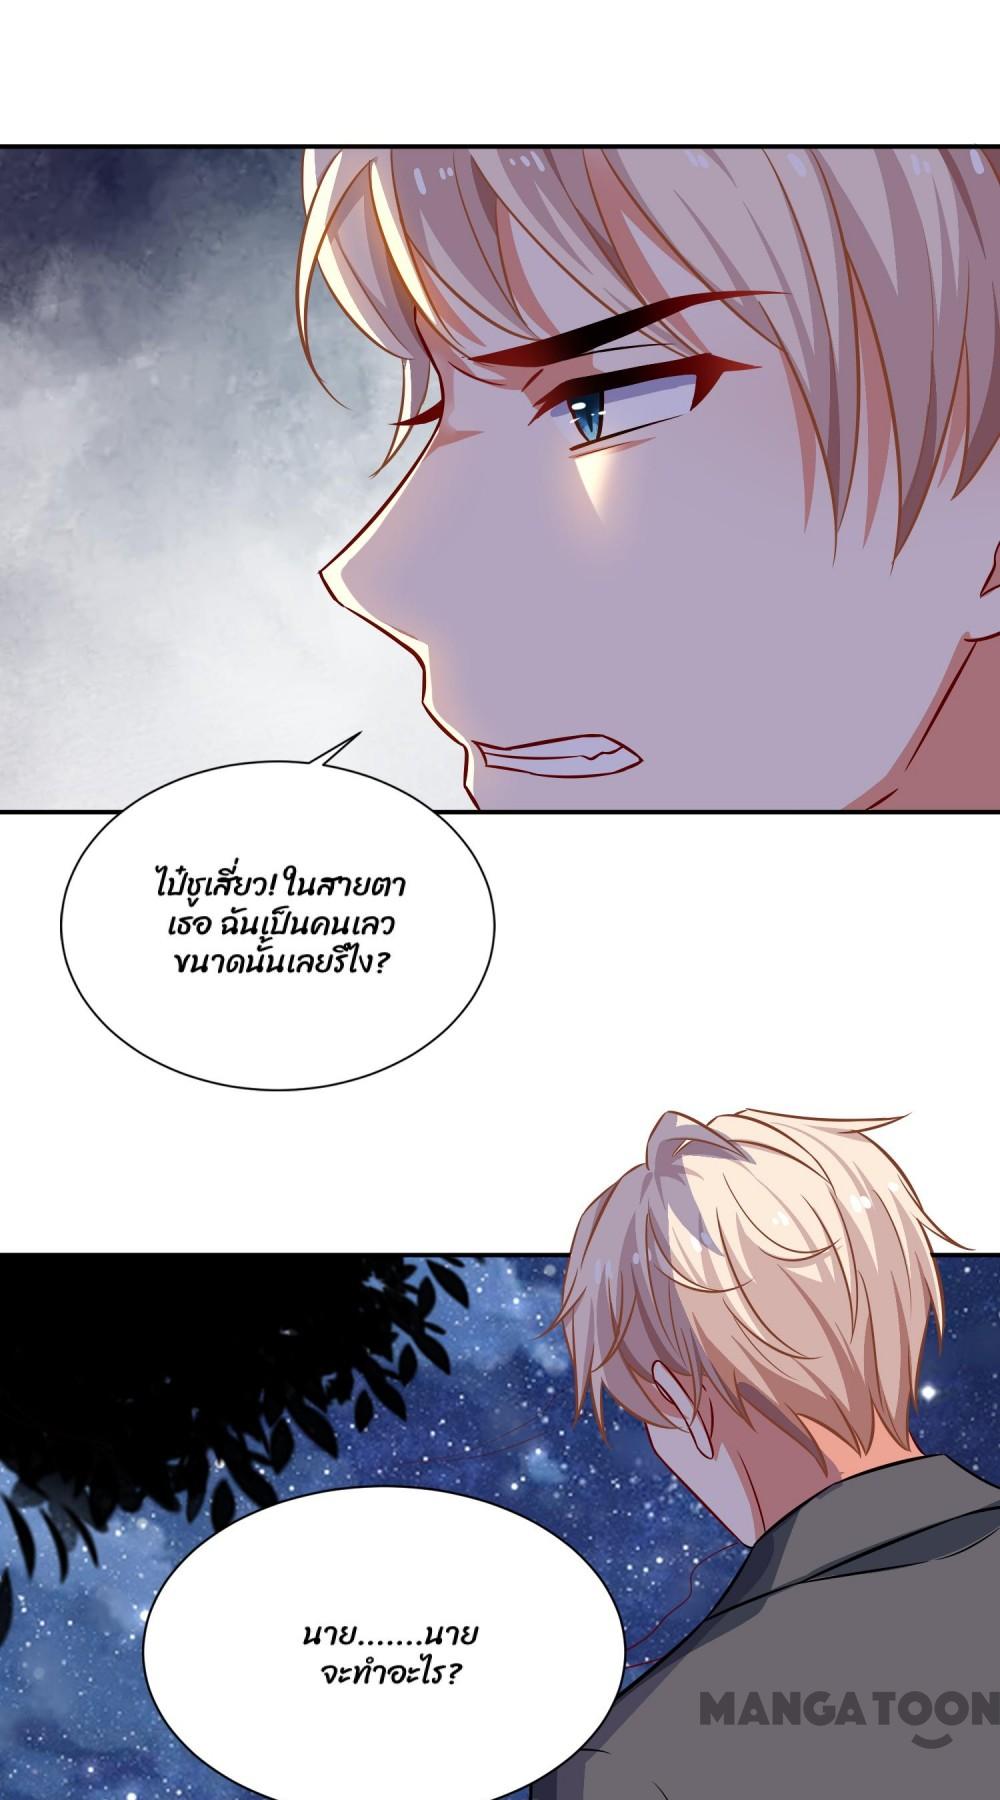 ไป๋ชูเสี่ยว! ในสายตา
เธอ ฉันเป็นคนเลว
ขนาดนั้นเลยรึไง?
นาย.......นาย
จะทำอะไร?
MANGATOON